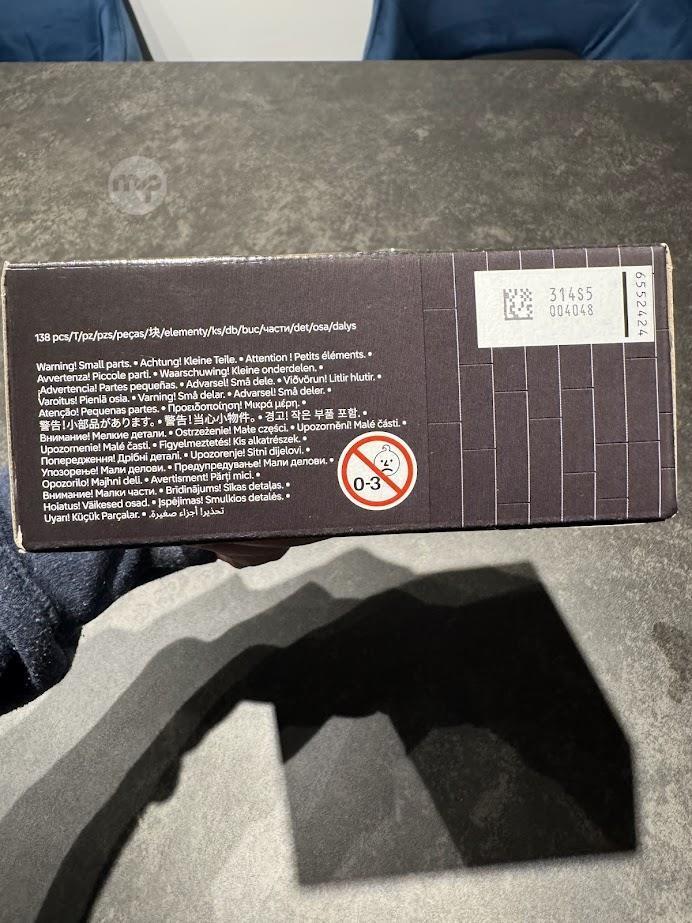 mvp
138 pcs/T/pz/pzs/peças/块/elementy/ks/db/buc/части/det/osa/dalys
Warning! Small parts. • Achtung! Kleine Teile. • Attention ! Petits éléments. •
Avvertenza! Piccole parti. • Waarschuwing! Kleine onderdelen. •
¡Advertencia! Partes pequeñas. • Advarsel! Små dele. • Viðvörun! Litlir hlutir. •
Varoitus! Pieniä osia. • Varning! Små delar. • Advarsel! Små deler. •
Atenção! Pequenas partes. • Προειδοποίηση! Μικρά μέρη. •
警告!小部品があります。 • 警告!当心小物件。 • 경고! 작은 부품 포함. •
Внимание! Мелкие детали. • Ostrzeżenie! Małe części. • Upozornění! Malé části. •
Upozornenie! Malé časti. • Figyelmeztetés! Kis alkatrészek. •
Попередження! Дрібні деталі. • Upozorenje! Sitni dijelovi. •
Упозорење! Мали делови. • Предупредување! Мали делови. •
Opozorilo! Majhni deli. • Avertisment! Părți mici. •
Внимание! Малки части. • Brīdinājums! Sīkas detaļas. •
Hoiatus! Väikesed osad. • Įspėjimas! Smulkios detalės. •
Uyarı! Küçük Parçalar. • تحذير! أجزاء صغيرة.
0-3
314S5
004048
6552424